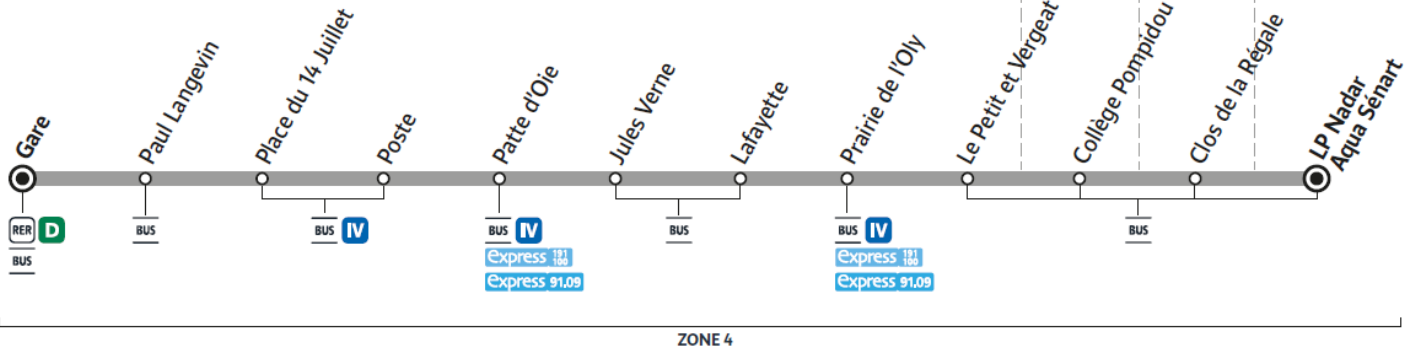 Gare
Paul Langevin
Place du 14 Juillet
Poste
Patte d'Oie
Jules Verne
Lafayette
Prairie de l'Oly
Le Petit et Vergeat
Collège Pompidou
Clos de la Régale
LP Nadar
Aqua Sénart
RER D
BUS
BUS
BUS IV
BUS IV
express 191 100
express 91.09
BUS
BUS IV
express 191 100
express 91.09
BUS
ZONE 4